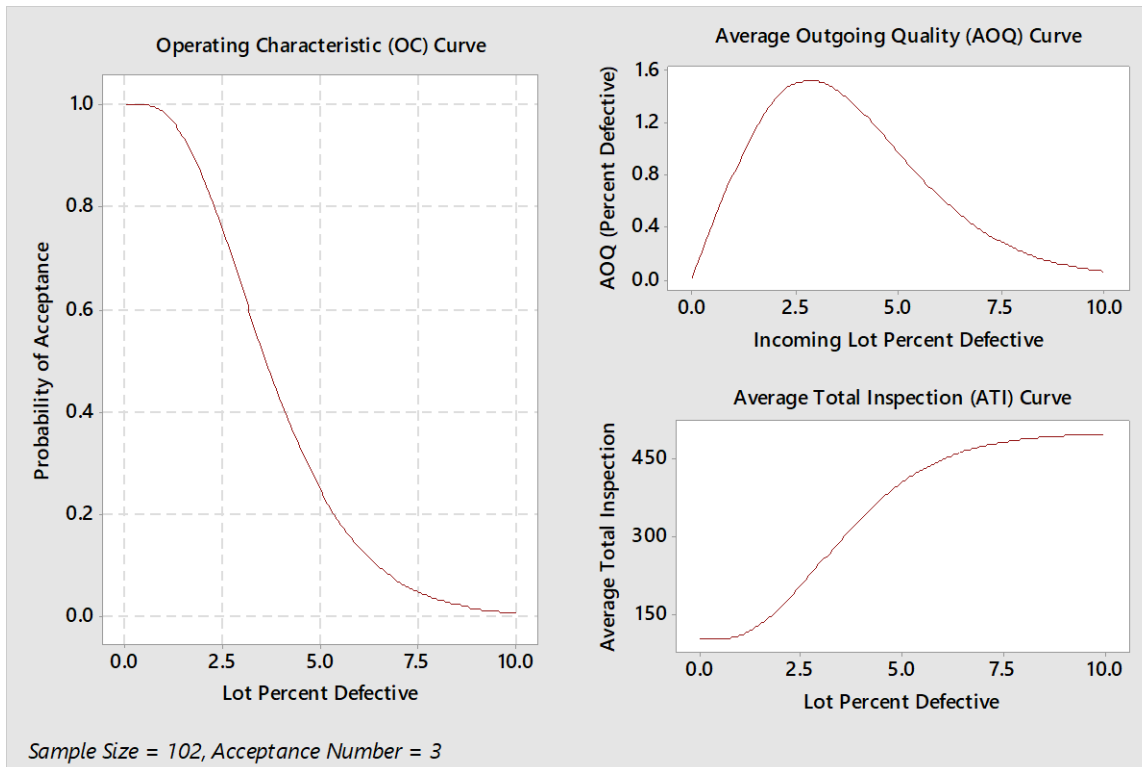 Operating Characteristic (OC) Curve
Probability of Acceptance
1.0
0.8
0.6
0.4
0.2
0.0
0.0 2.5 5.0 7.5 10.0
Lot Percent Defective
Average Outgoing Quality (AOQ) Curve
AOQ (Percent Defective)
1.6
1.2
0.8
0.4
0.0
0.0 2.5 5.0 7.5 10.0
Incoming Lot Percent Defective
Average Total Inspection (ATI) Curve
Average Total Inspection
450
300
150
0.0 2.5 5.0 7.5 10.0
Lot Percent Defective
Sample Size = 102, Acceptance Number = 3